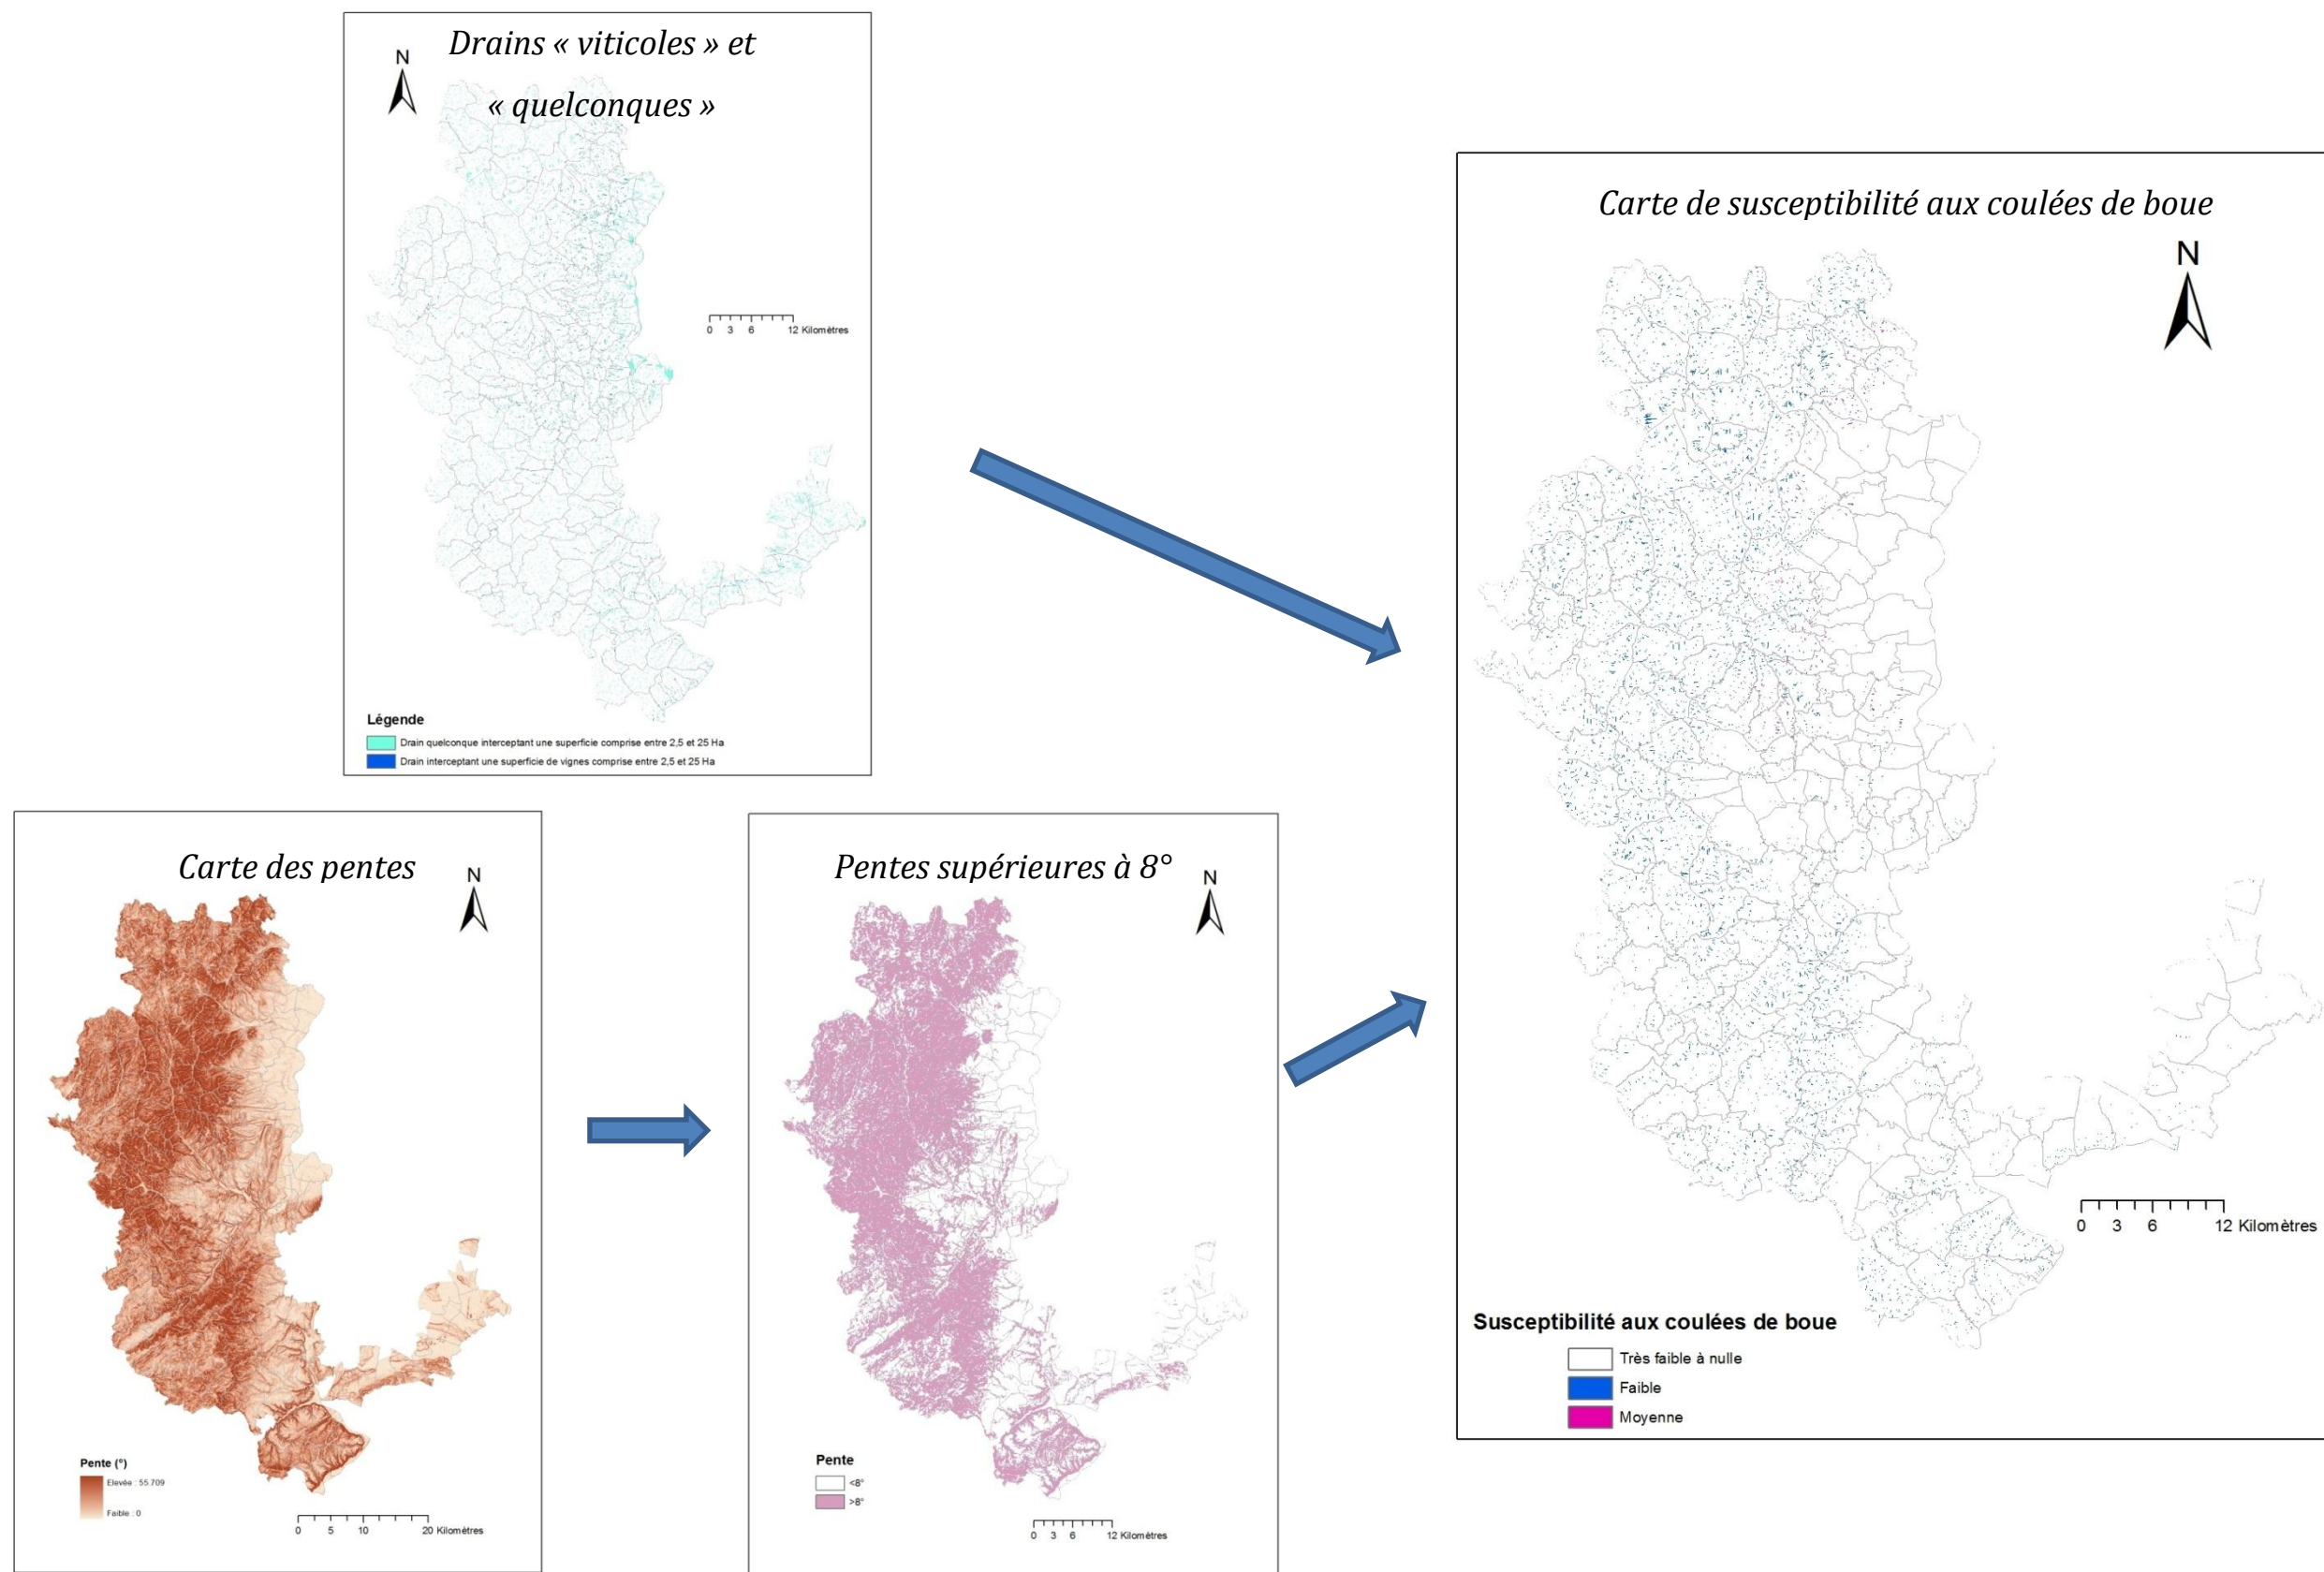 Drains « viticoles » et
« quelconques »
N
0 3 6 12 Kilomètres
Légende
Drain quelconque interceptant une superficie comprise entre 2,5 et 25 Ha
Drain interceptant une superficie de vignes comprise entre 2,5 et 25 Ha
Carte des pentes
N
Pente (°)
Elevée : 55.709
Faible : 0
0 5 10 20 Kilomètres
Pentes supérieures à 8°
N
Pente
<8°
>8°
0 3 6 12 Kilomètres
Carte de susceptibilité aux coulées de boue
N
0 3 6 12 Kilomètres
Susceptibilité aux coulées de boue
Très faible à nulle
Faible
Moyenne